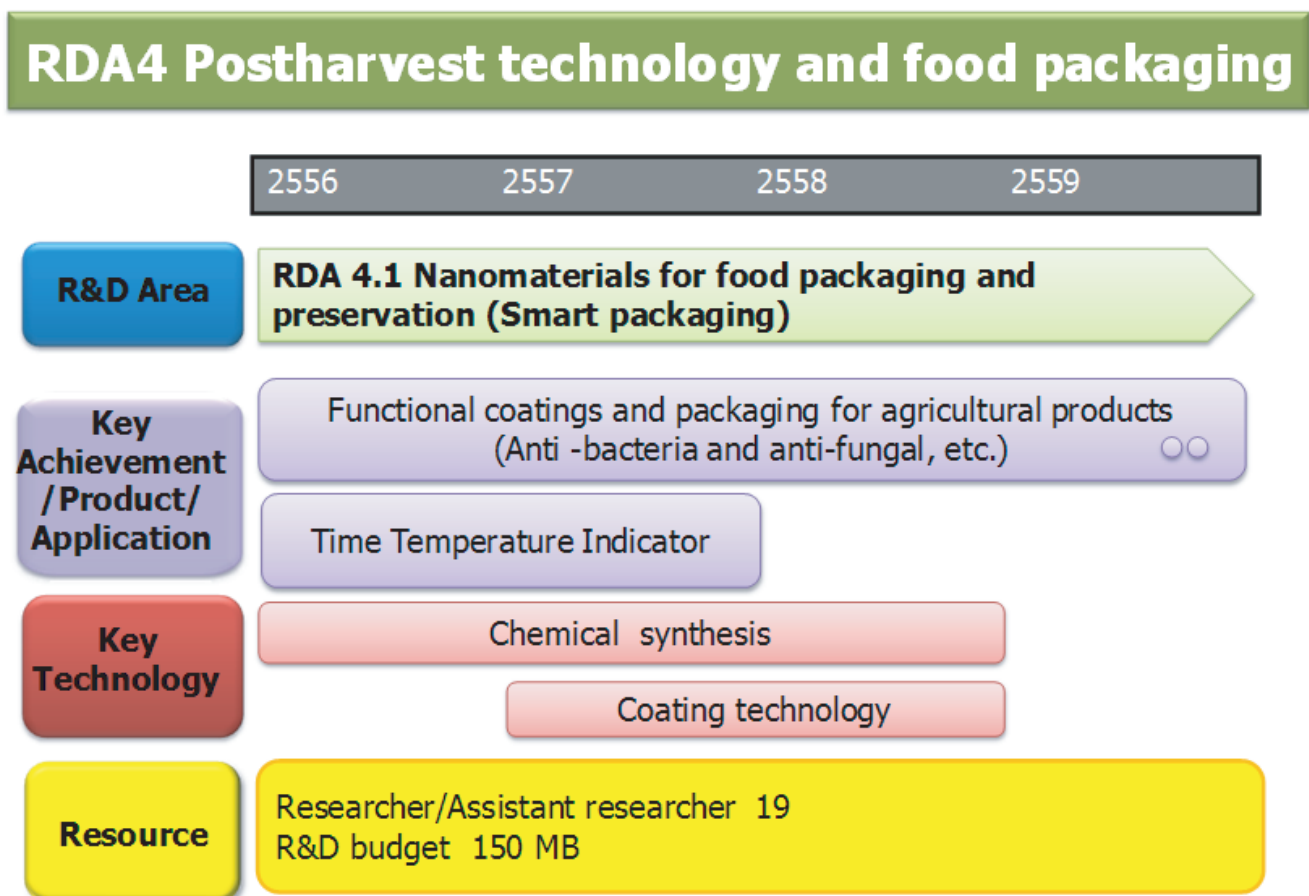 RDA4 Postharvest technology and food packaging
2556 2557 2558 2559
R&D Area
RDA 4.1 Nanomaterials for food packaging and
preservation (Smart packaging)
Key
Achievement
/Product/
Application
Functional coatings and packaging for agricultural products
(Anti -bacteria and anti-fungal, etc.)
Time Temperature Indicator
Key
Technology
Chemical synthesis
Coating technology
Resource
Researcher/Assistant researcher 19
R&D budget 150 MB